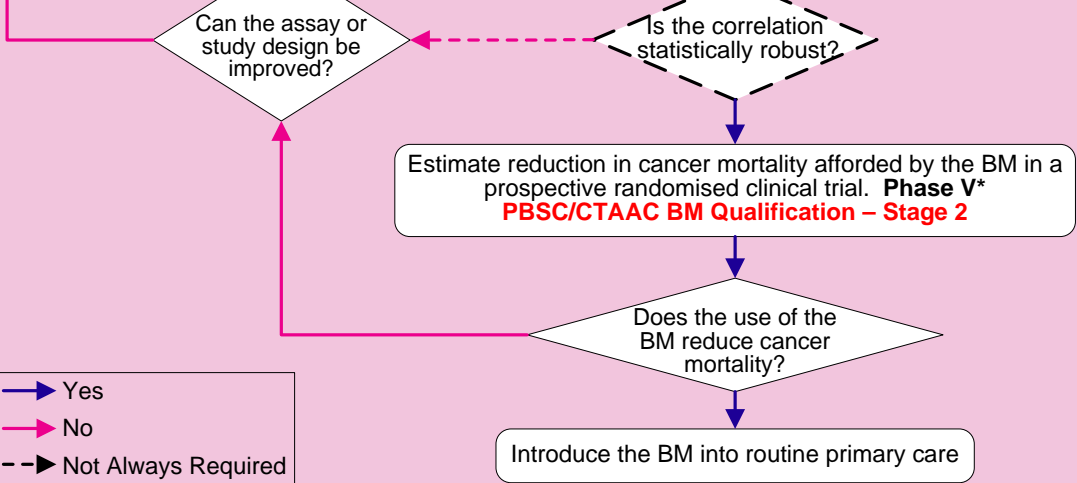 Can the assay or
study design be
improved?
Is the correlation
statistically robust?
Estimate reduction in cancer mortality afforded by the BM in a
prospective randomised clinical trial. Phase V*
PBSC/CTAAC BM Qualification – Stage 2
Does the use of the
BM reduce cancer
mortality?
Yes
No
Not Always Required
Introduce the BM into routine primary care